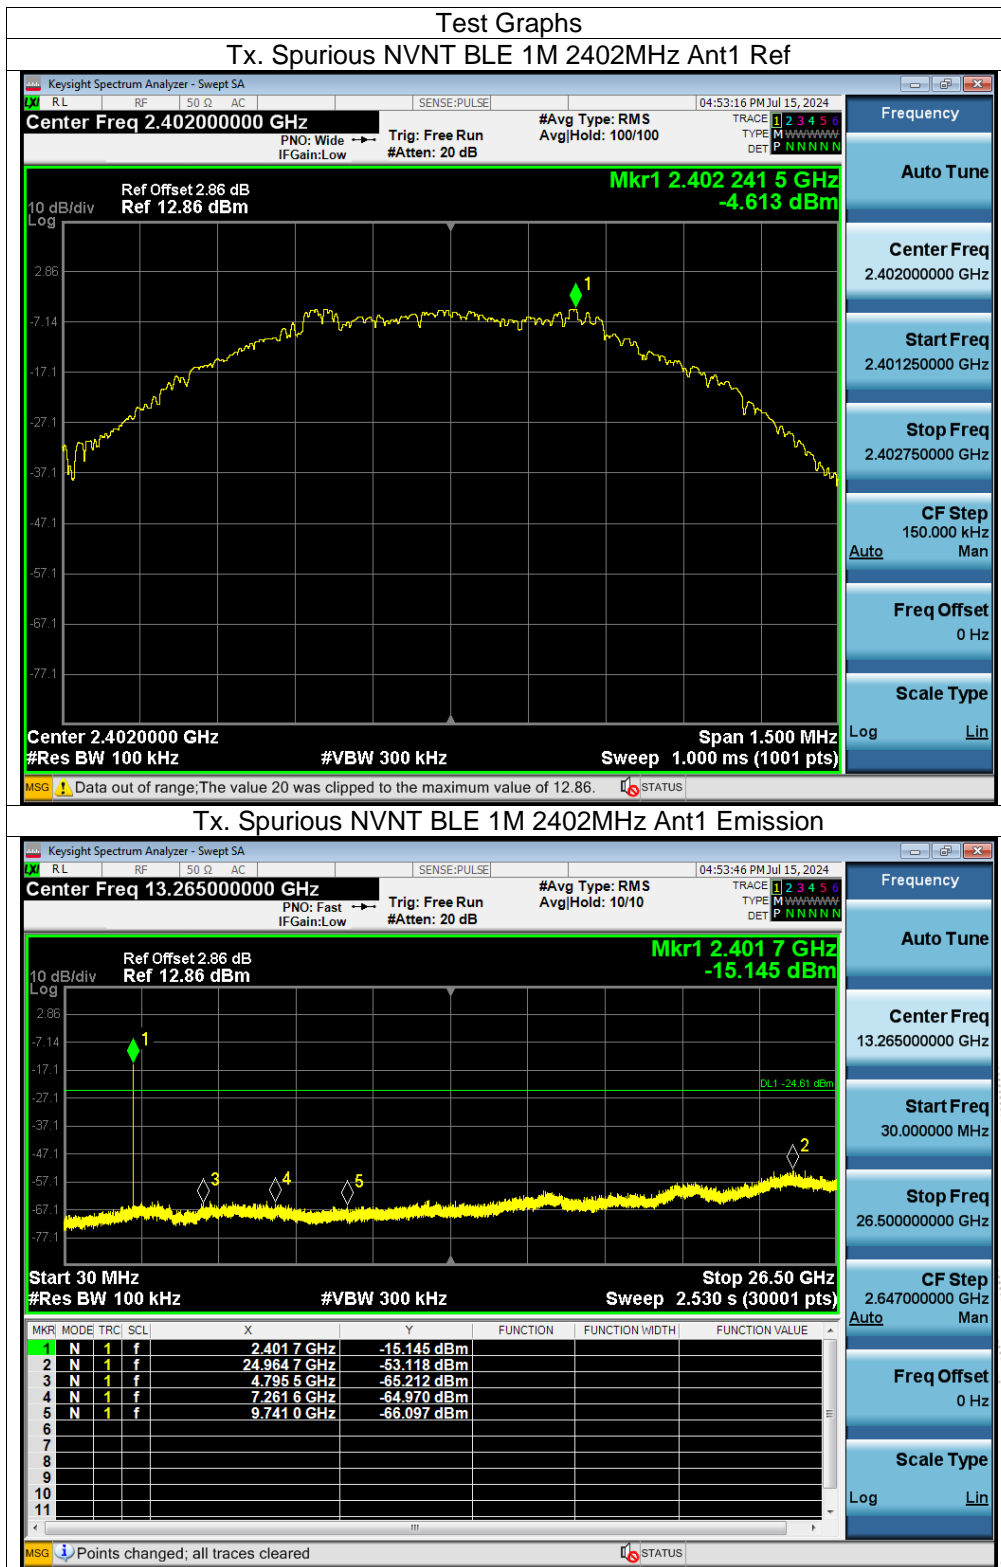 Test Graphs
Tx. Spurious NVNT BLE 1M 2402MHz Ant1 Ref
Keysight Spectrum Analyzer - Swept SA
LXI RL RF 50 Ω AC SENSE:PULSE 04:53:16 PM Jul 15, 2024
Center Freq 2.402000000 GHz #Avg Type: RMS TRACE 1 2 3 4 5 6
PNO: Wide Trig: Free Run Avg|Hold: 100/100 TYPE M WWWWW
IFGain:Low #Atten: 20 dB DET P N N N N N
Mkr1 2.402 241 5 GHz
-4.613 dBm
Ref Offset 2.86 dB
10 dB/div Ref 12.86 dBm
Log
1
2.86
-7.14
-17.1
-27.1
-37.1
-47.1
-57.1
-67.1
-77.1
Center 2.4020000 GHz Span 1.500 MHz
#Res BW 100 kHz #VBW 300 kHz Sweep 1.000 ms (1001 pts)
MSG Data out of range;The value 20 was clipped to the maximum value of 12.86. STATUS
Frequency
Auto Tune
Center Freq
2.402000000 GHz
Start Freq
2.401250000 GHz
Stop Freq
2.402750000 GHz
CF Step
150.000 kHz
Auto Man
Freq Offset
0 Hz
Scale Type
Log Lin
Tx. Spurious NVNT BLE 1M 2402MHz Ant1 Emission
Keysight Spectrum Analyzer - Swept SA
LXI RL RF 50 Ω AC SENSE:PULSE 04:53:46 PM Jul 15, 2024
Center Freq 13.265000000 GHz #Avg Type: RMS TRACE 1 2 3 4 5 6
PNO: Fast Trig: Free Run Avg|Hold: 10/10 TYPE M WWWWW
IFGain:Low #Atten: 20 dB DET P N N N N N
Mkr1 2.401 7 GHz
-15.145 dBm
Ref Offset 2.86 dB
10 dB/div Ref 12.86 dBm
Log
2.86
-7.14
-17.1
-27.1
-37.1
-47.1
-57.1
-67.1
-77.1
1
DL1 -24.61 dBm
2
3 4 5
Start 30 MHz Stop 26.50 GHz
#Res BW 100 kHz #VBW 300 kHz Sweep 2.530 s (30001 pts)
MKR MODE TRC SCL X Y FUNCTION FUNCTION WIDTH FUNCTION VALUE
1 N 1 f 2.401 7 GHz -15.145 dBm
2 N 1 f 24.964 7 GHz -53.118 dBm
3 N 1 f 4.795 5 GHz -65.212 dBm
4 N 1 f 7.261 6 GHz -64.970 dBm
5 N 1 f 9.741 0 GHz -66.097 dBm
6
7
8
9
10
11
MSG Points changed; all traces cleared STATUS
Frequency
Auto Tune
Center Freq
13.265000000 GHz
Start Freq
30.000000 MHz
Stop Freq
26.500000000 GHz
CF Step
2.647000000 GHz
Auto Man
Freq Offset
0 Hz
Scale Type
Log Lin